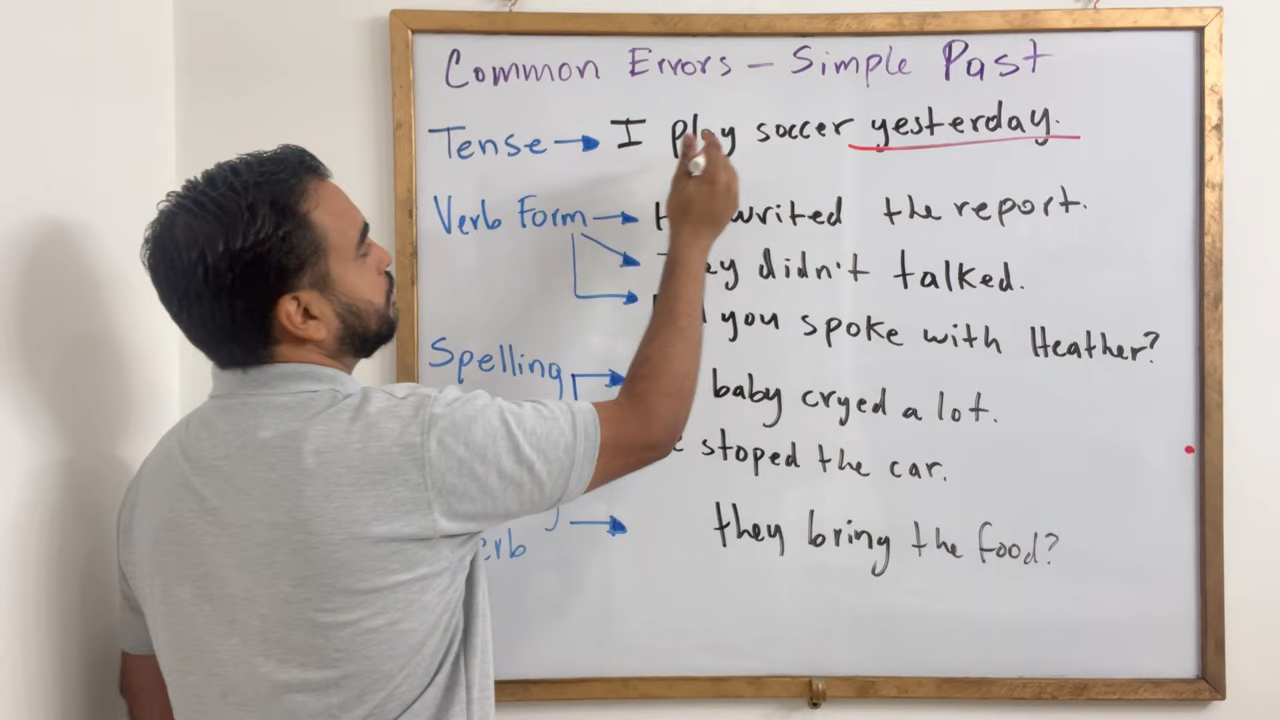 Common Errors - Simple Past
Tense → I play soccer yesterday.
Verb Form → writed the report.
didn't talked.
you spoke with Heather?
Spelling
baby cryed a lot.
stoped the car.
they bring the food?